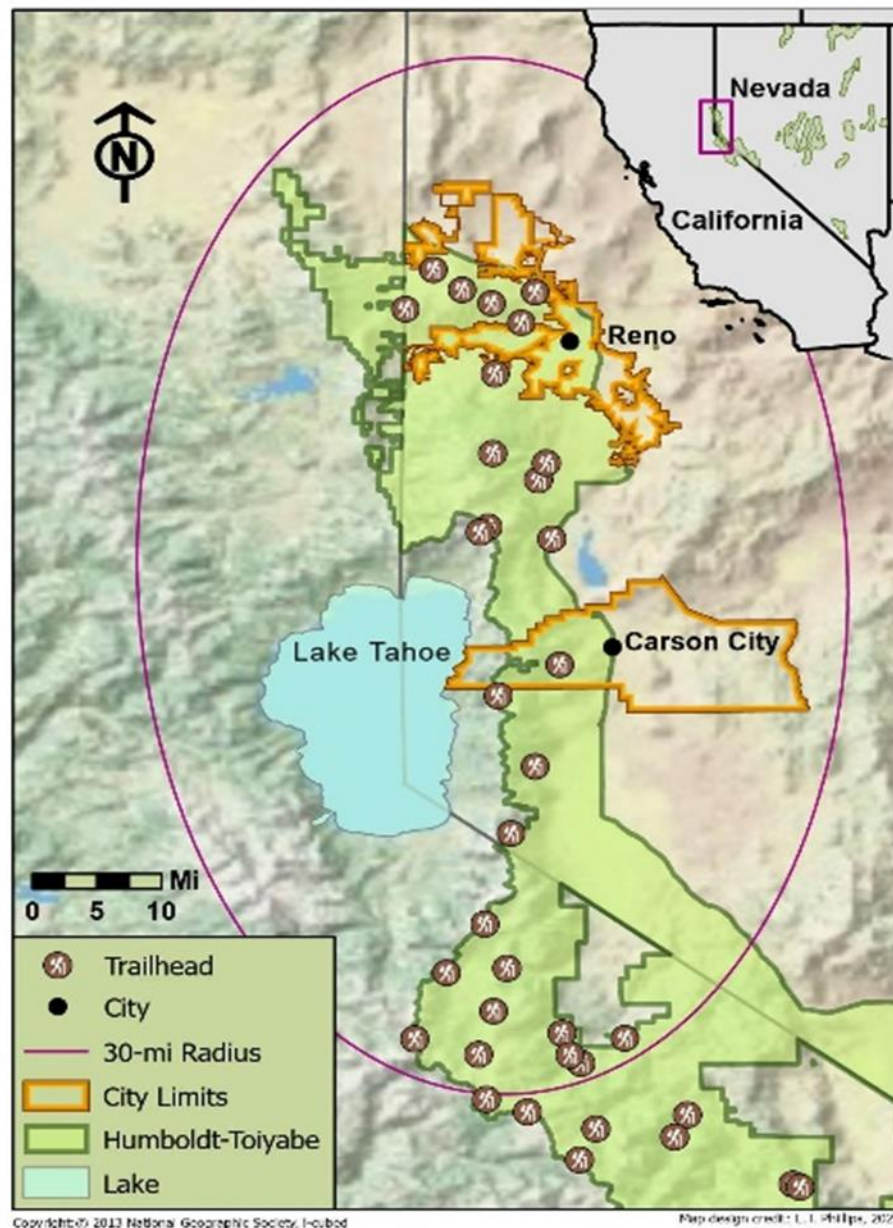 N
Nevada
California
Reno
Lake Tahoe
Carson City
Mi
0 5 10
Trailhead
City
30-mi Radius
City Limits
Humboldt-Toiyabe
Lake
Copyright:© 2013 National Geographic Society, i-cubed
Map design credit: L. I. Phillips, 202